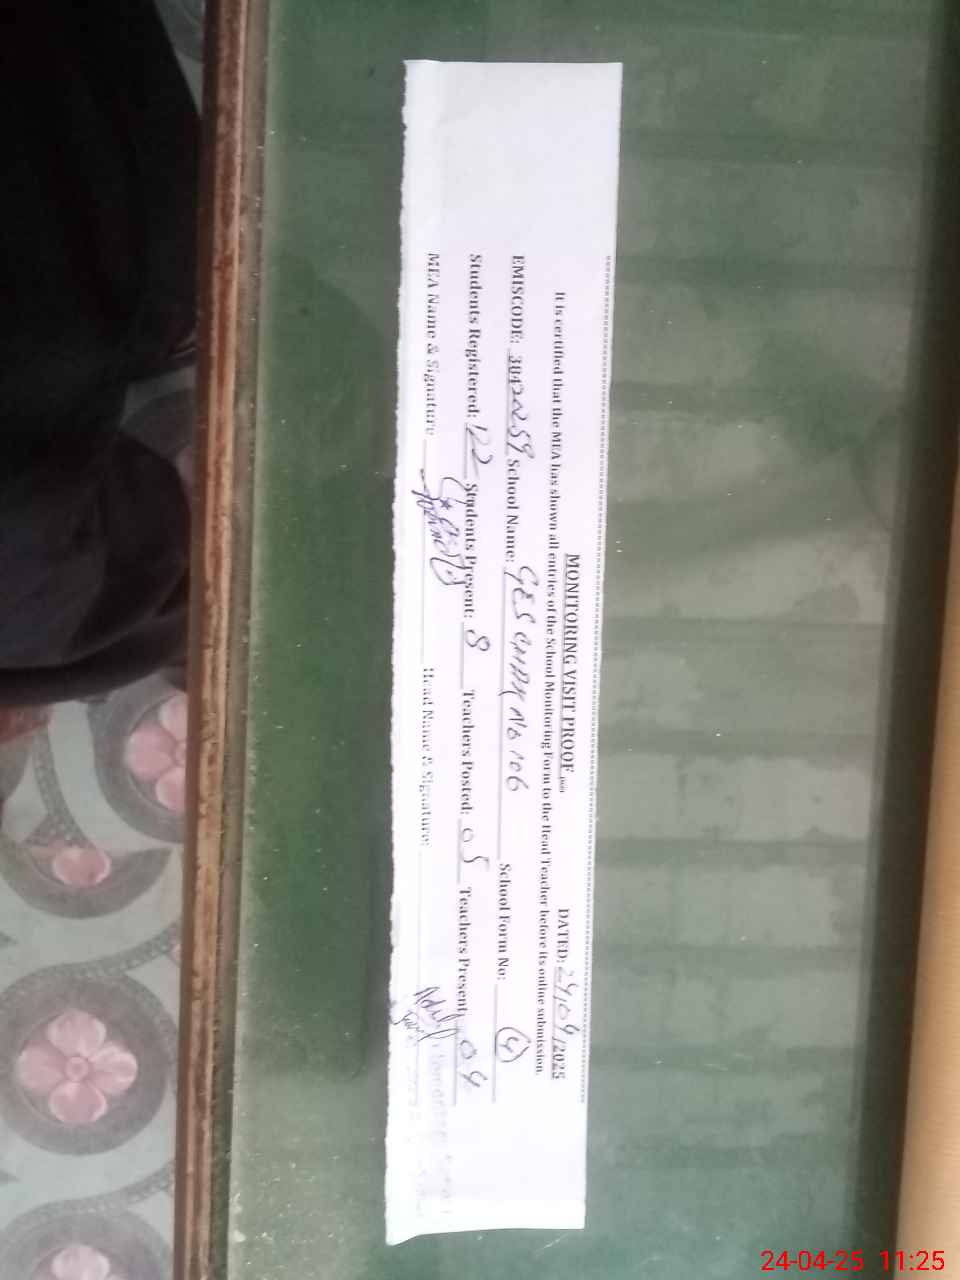 MONITORING VISIT PROOF DATED: 24/04/2025
It is certified that the MEA has shown all entries of the School Monitoring Form to the Head Teacher before its online submission.
EMISCODE: School Name: GES CHAK No 106 School Form No: (4)
Students Registered: 122 Students Present: 8 Teachers Posted: 05 Teachers Present: 04
MEA Name & Signature Head Name & Signature:
24-04-25 11:25